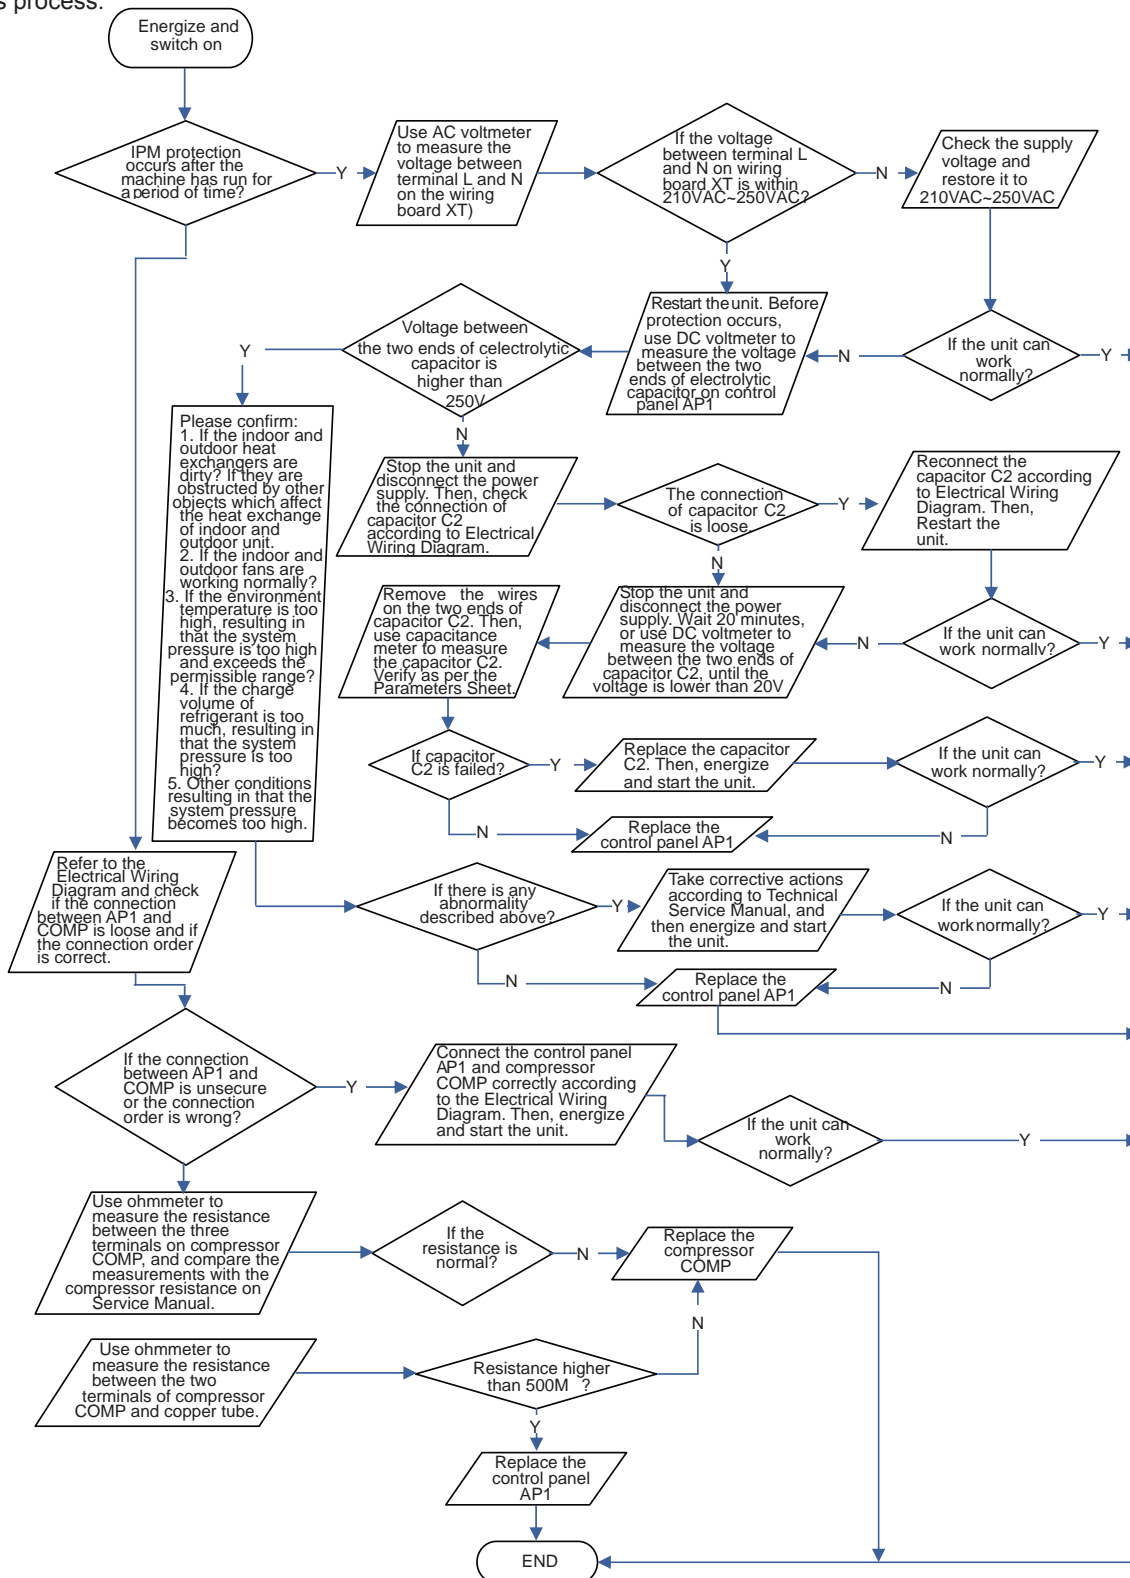 s process.
Energize and
switch on
IPM protection
occurs after the
machine has run for
a period of time?
Y
Use AC voltmeter
to measure the
voltage between
terminal L and N
on the wiring
board XT)
If the voltage
between terminal L
and N on wiring
board XT is within
210VAC~250VAC?
N
Check the supply
voltage and
restore it to
210VAC~250VAC
Y
Restart the unit. Before
protection occurs,
use DC voltmeter to
measure the voltage
between the two
ends of electrolytic
capacitor on control
panel AP1
N
If the unit can
work
normally?
Y
Voltage between
the two ends of celectrolytic
capacitor is
higher than
250V
Y
N
Please confirm:
1. If the indoor and
outdoor heat
exchangers are
dirty? If they are
obstructed by other
objects which affect
the heat exchange
of indoor and
outdoor unit.
2. If the indoor and
outdoor fans are
working normally?
3. If the environment
temperature is too
high, resulting in
that the system
pressure is too high
and exceeds the
permissible range?
4. If the charge
volume of
refrigerant is too
much, resulting in
that the system
pressure is too
high?
5. Other conditions
resulting in that the
system pressure
becomes too high.
Stop the unit and
disconnect the power
supply. Then, check
the connection of
capacitor C2
according to Electrical
Wiring Diagram.
The connection
of capacitor C2
is loose.
Y
Reconnect the
capacitor C2 according
to Electrical Wiring
Diagram. Then,
Restart the
unit.
N
Remove the wires
on the two ends of
capacitor C2. Then,
use capacitance
meter to measure
the capacitor C2.
Verify as per the
Parameters Sheet.
Stop the unit and
disconnect the power
supply. Wait 20 minutes,
or use DC voltmeter to
measure the voltage
between the two ends of
capacitor C2, until the
voltage is lower than 20V
N
If the unit can
work normally?
Y
If capacitor
C2 is failed?
Y
Replace the capacitor
C2. Then, energize
and start the unit.
If the unit can
work normally?
Y
N
Replace the
control panel AP1
N
Refer to the
Electrical Wiring
Diagram and check
if the connection
between AP1 and
COMP is loose and if
the connection order
is correct.
If there is any
abnormality
described above?
Y
Take corrective actions
according to Technical
Service Manual, and
then energize and start
the unit.
If the unit can
work normally?
Y
N
Replace the
control panel AP1
N
If the connection
between AP1 and
COMP is unsecure
or the connection
order is wrong?
Y
Connect the control panel
AP1 and compressor
COMP correctly according
to the Electrical Wiring
Diagram. Then, energize
and start the unit.
If the unit can
work
normally?
Y
Use ohmmeter to
measure the resistance
between the three
terminals on compressor
COMP, and compare the
measurements with the
compressor resistance on
Service Manual.
If the
resistance is
normal?
N
Replace the
compressor
COMP
N
Use ohmmeter to
measure the resistance
between the two
terminals of compressor
COMP and copper tube.
Resistance higher
than 500M ?
Y
Replace the
control panel
AP1
END